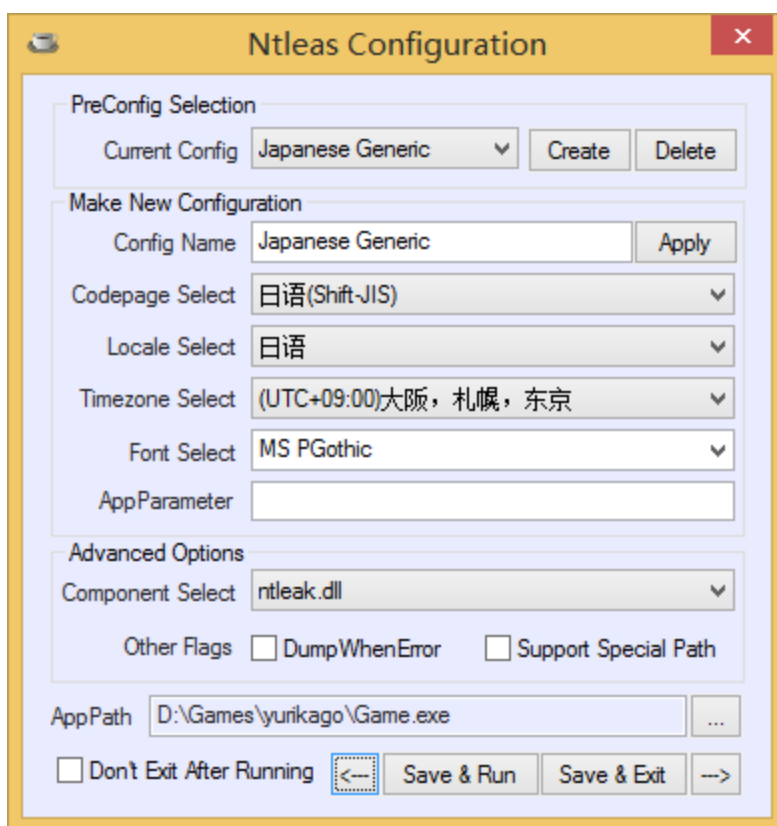 Ntleas Configuration
PreConfig Selection
Current Config Japanese Generic Create Delete
Make New Configuration
Config Name Japanese Generic Apply
Codepage Select 日语(Shift-JIS)
Locale Select 日语
Timezone Select (UTC+09:00)大阪，札幌，东京
Font Select MS PGothic
AppParameter
Advanced Options
Component Select ntleak.dll
Other Flags DumpWhenError Support Special Path
AppPath D:\Games\yurikago\Game.exe ...
Don't Exit After Running <--- Save & Run Save & Exit --->